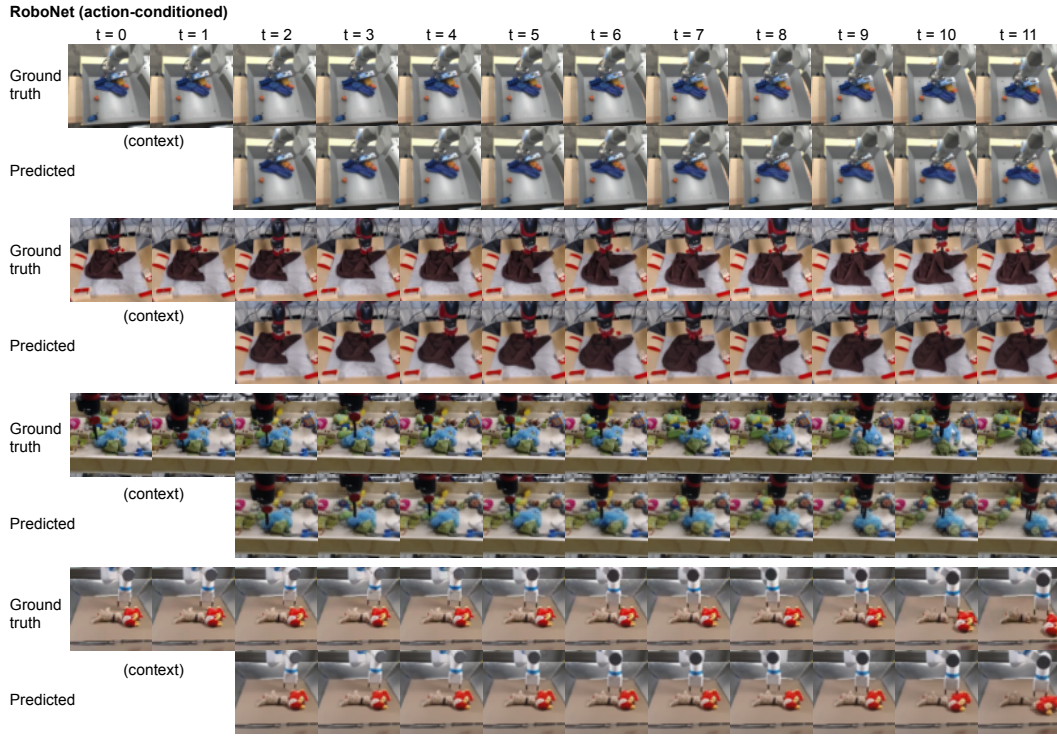 RoboNet (action-conditioned)
t = 0 t = 1 t = 2 t = 3 t = 4 t = 5 t = 6 t = 7 t = 8 t = 9 t = 10 t = 11
Ground
truth
(context)
Predicted
Ground
truth
(context)
Predicted
Ground
truth
(context)
Predicted
Ground
truth
(context)
Predicted